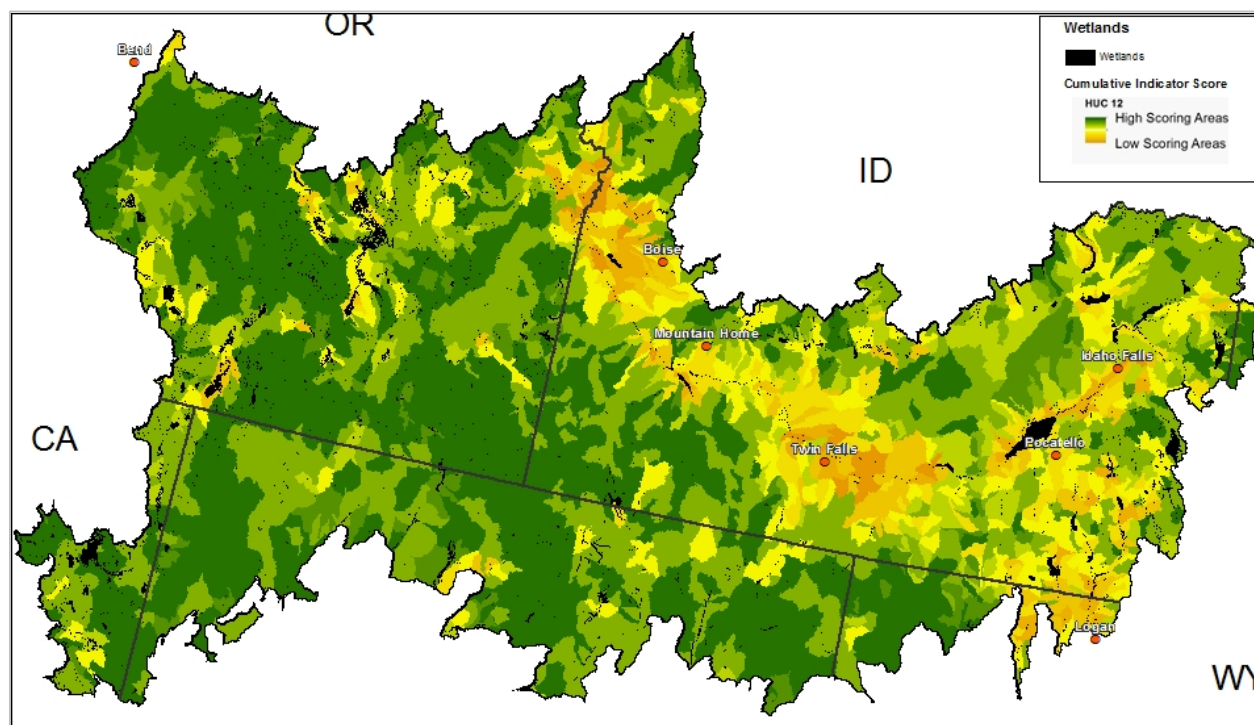 OR
Bend
Wetlands
Wetlands
Cumulative Indicator Score
HUC 12
High Scoring Areas
Low Scoring Areas
ID
Boise
Mountain Home
Idaho Falls
CA
Twin Falls
Pocatello
Logan
WY